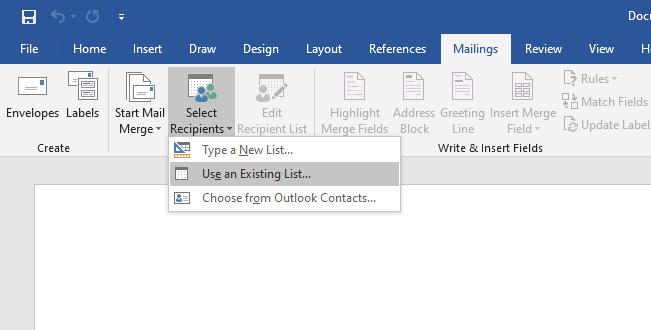 Docu
File Home Insert Draw Design Layout References Mailings Review View H
Envelopes Labels Start Mail Merge Select Recipients Edit Recipient List Highlight Merge Fields Address Block Greeting Line Insert Merge Field Rules
Match Fields
Update Label
Create Write & Insert Fields
Type a New List...
Use an Existing List...
Choose from Outlook Contacts...